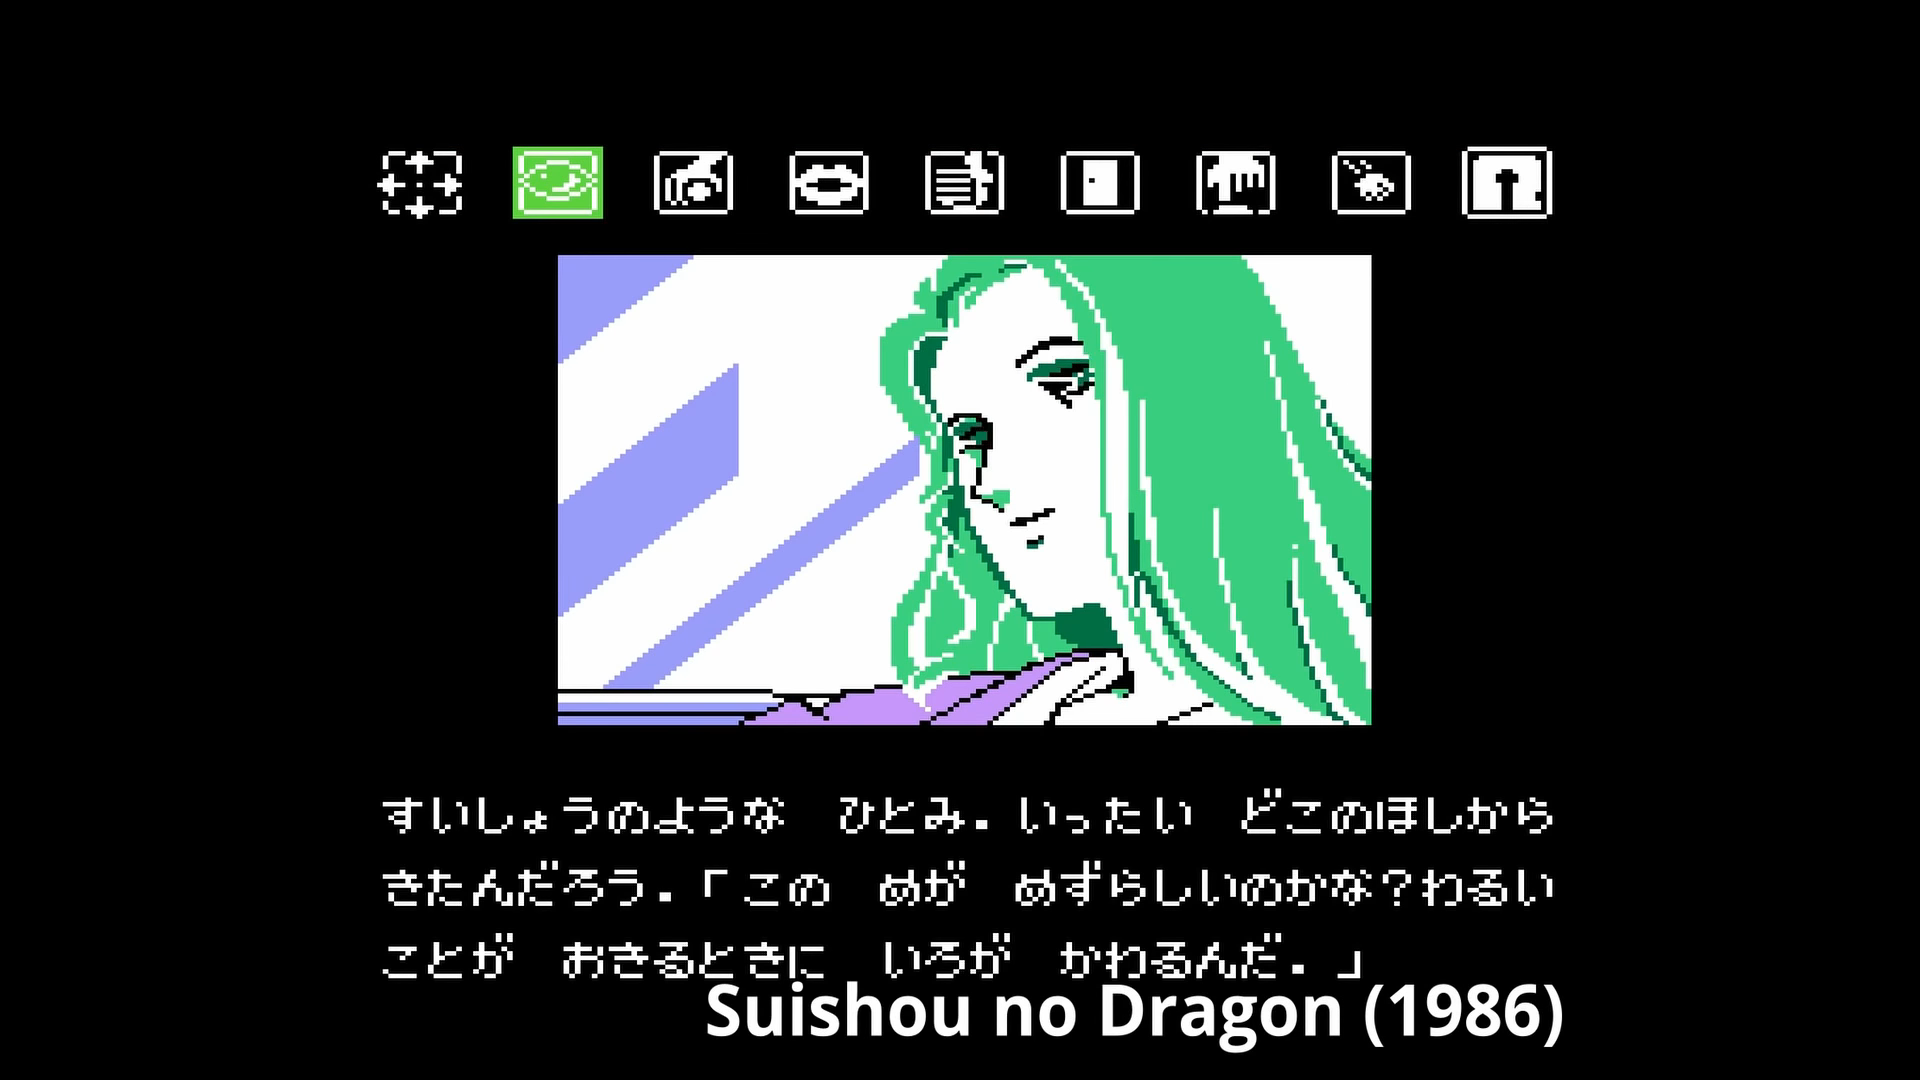 すいしょうのような　ひとみ.いったい　どこのほしから
きたんだろう.「この　めが　めずらしいのかな?わるい
ことが　おきるときに　いろが　かわるんだ.」
Suishou no Dragon (1986)